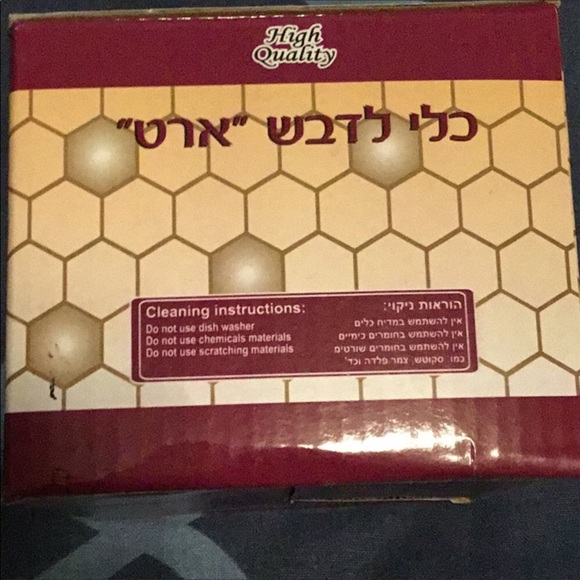 High
Quality
כלי לדבש "ארט"
Cleaning instructions:
Do not use dish washer
Do not use chemicals materials
Do not use scratching materials
הוראות ניקוי:
אין להשתמש במדיח כלים
אין להשתמש בחומרים כימיים
אין להשתמש בחומרים שורטים
כמו: סקוטש, צמר פלדה וכד'